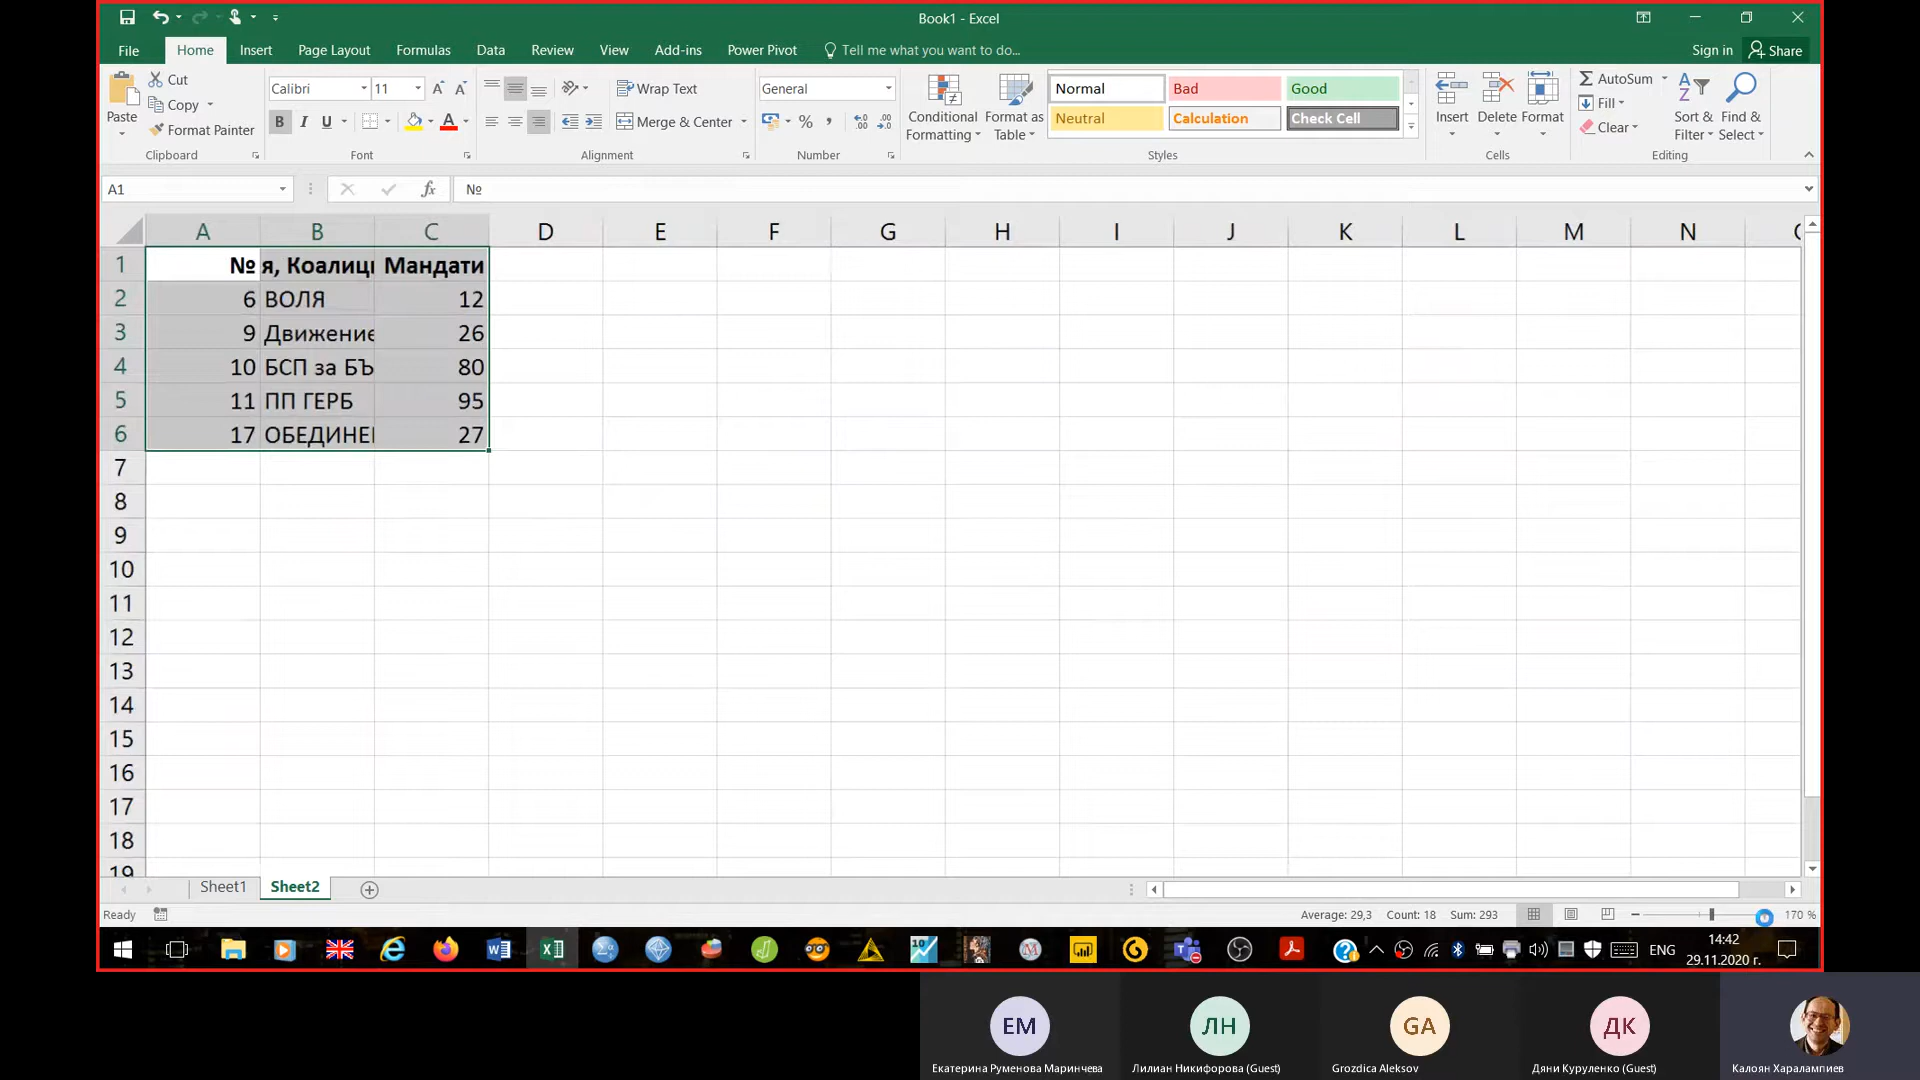 Book1 - Excel
File Home Insert Page Layout Formulas Data Review View Add-ins Power Pivot Tell me what you want to do... Sign in Share
Paste
Cut
Copy
Format Painter
Clipboard
Calibri 11
B I U
Font
Wrap Text
Merge & Center
Alignment
General
Number
Conditional Formatting
Format as Table
Normal Bad Good
Neutral Calculation Check Cell
Styles
Insert Delete Format
Cells
AutoSum
Fill
Clear
Sort & Filter
Find & Select
Editing
A1 fx №
A B C D E F G H I J K L M N
1 № я, Коалиц Мандати
2 6 ВОЛЯ 12
3 9 Движение 26
4 10 БСП за БЪ 80
5 11 ПП ГЕРБ 95
6 17 ОБЕДИНЕ 27
7
8
9
10
11
12
13
14
15
16
17
18
19
Sheet1 Sheet2
Ready Average: 29,3 Count: 18 Sum: 293 170 %
ENG 14:42
29.11.2020 г.
ЕМ ЛН GA ДК
Екатерина Руменова Маринчева Лилиан Никифорова (Guest) Grozdica Aleksov Дяни Куруленко (Guest) Калоян Харалампиев